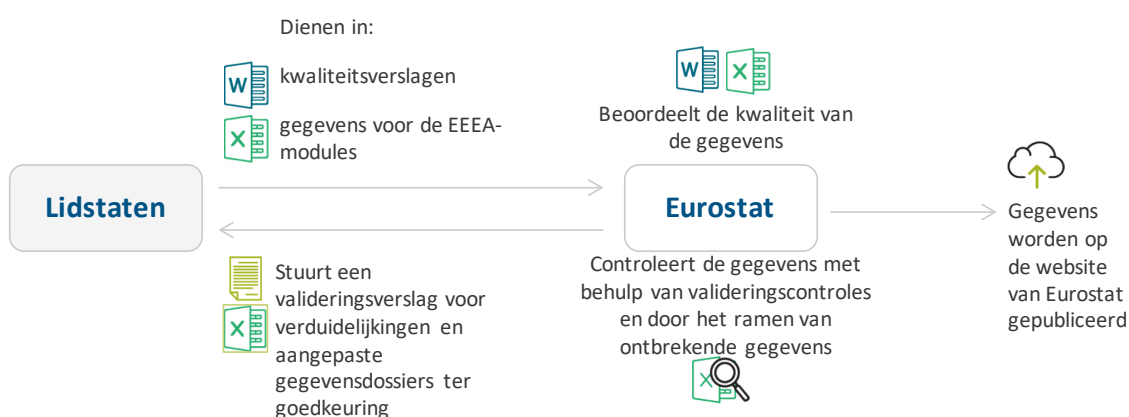 Dienen in:
kwaliteitsverslagen
gegevens voor de EEEA-
modules
Lidstaten
Stuurt een
valideringsverslag voor
verduidelijkingen en
aangepaste
gegevensdossiers ter
goedkeuring
Beoordeelt de kwaliteit van
de gegevens
Eurostat
Controleert de gegevens met
behulp van valideringscontroles
en door het ramen van
ontbrekende gegevens
Gegevens
worden op
de website
van Eurostat
gepubliceerd